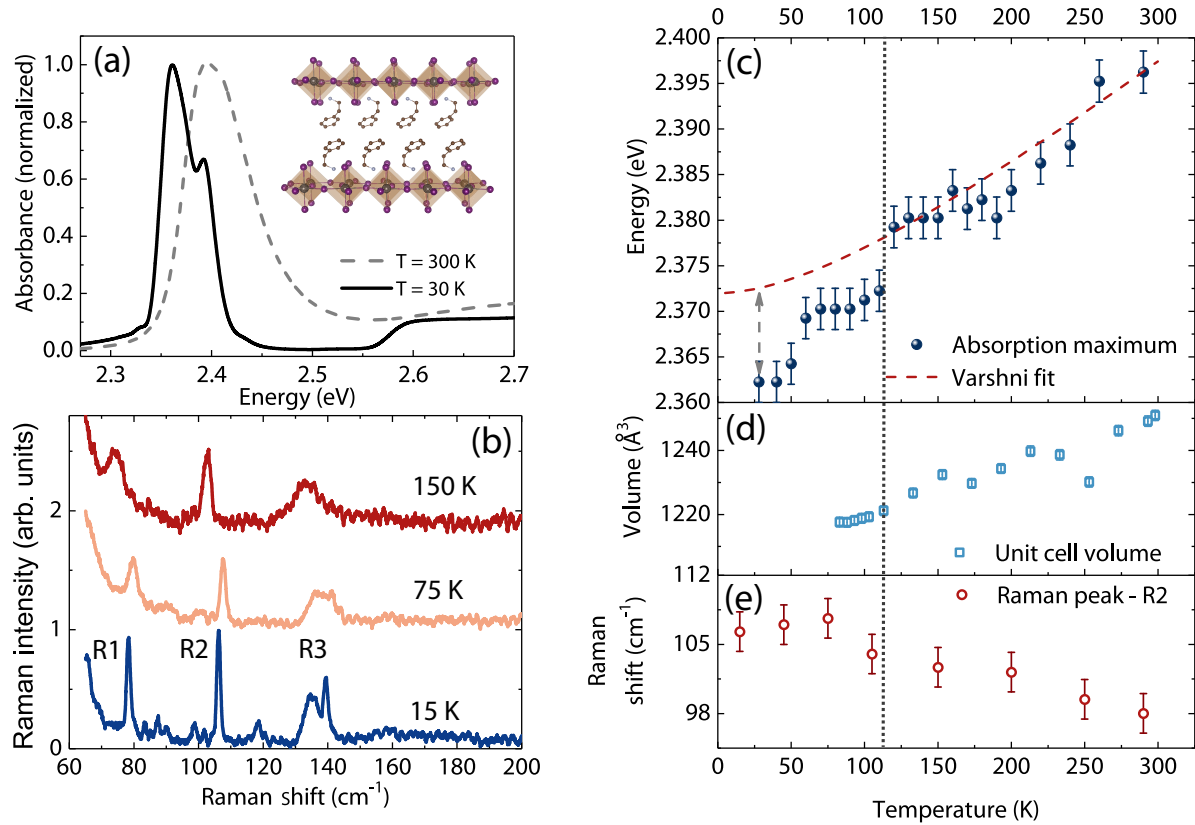 (a)
Absorbance (normalized)
1.0
0.8
0.6
0.4
0.2
0.0
T = 300 K
T = 30 K
2.3 2.4 2.5 2.6 2.7
Energy (eV)
(b)
Raman intensity (arb. units)
2
1
0
150 K
75 K
R1 R2 R3
15 K
60 80 100 120 140 160 180 200
Raman shift (cm⁻¹)
0 50 100 150 200 250 300
(c)
Energy (eV)
2.400
2.395
2.390
2.385
2.380
2.375
2.370
2.365
2.360
Absorption maximum
Varshni fit
(d)
Volume (Å³)
1240
1220
Unit cell volume
(e)
Raman
shift (cm⁻¹)
112
105
98
Raman peak - R2
0 50 100 150 200 250 300
Temperature (K)